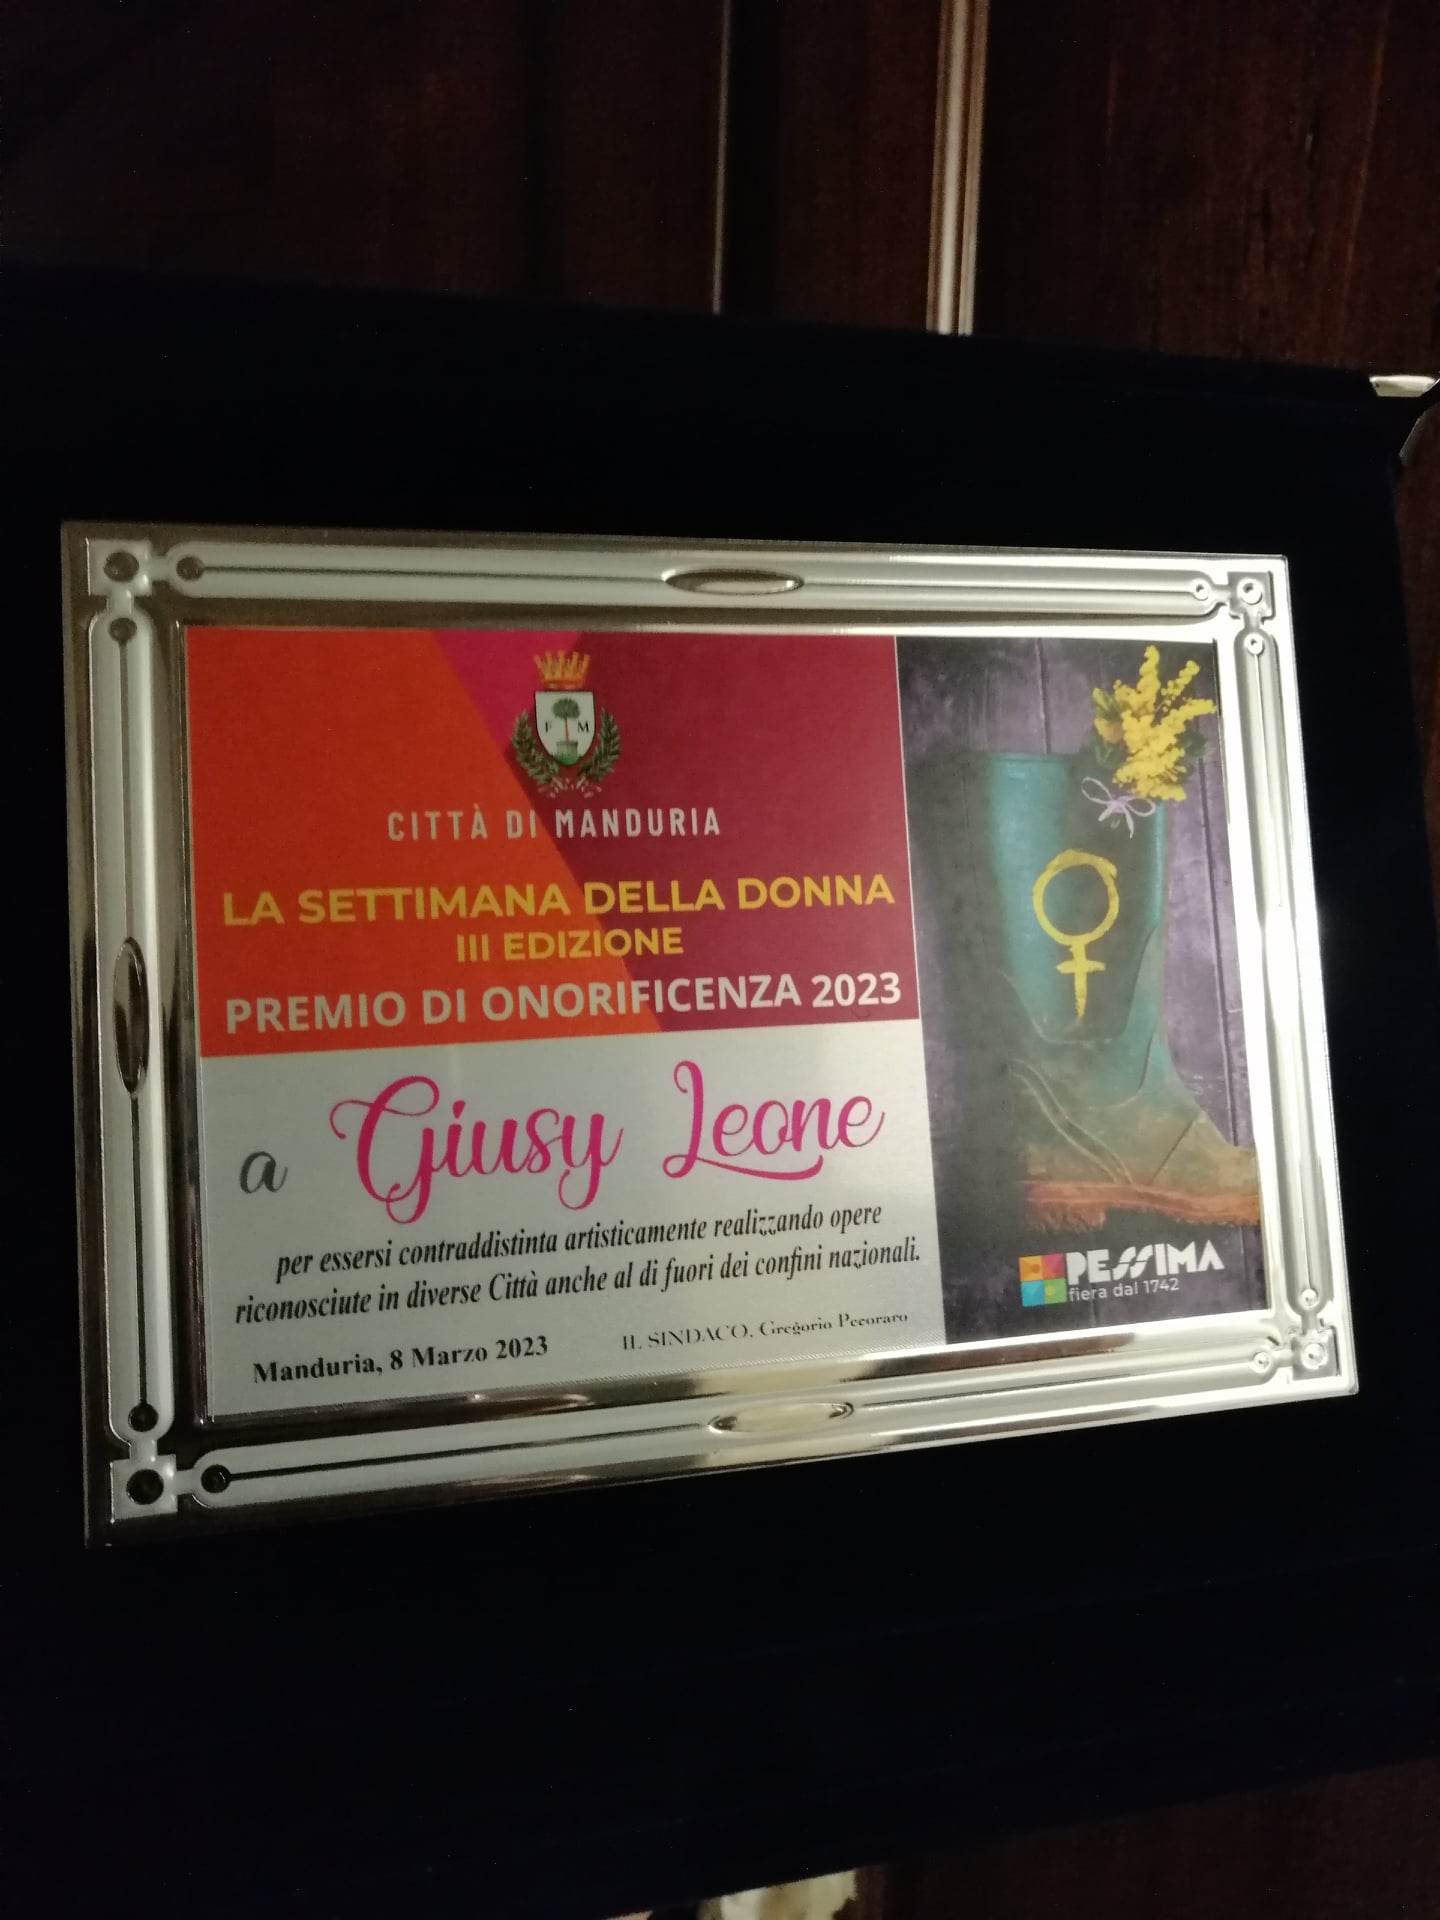 F M
CITTÀ DI MANDURIA
LA SETTIMANA DELLA DONNA
III EDIZIONE
PREMIO DI ONORIFICENZA 2023
a Giusy Leone
per essersi contraddistinta artisticamente realizzando opere
riconosciute in diverse Città anche al di fuori dei confini nazionali.
Manduria, 8 Marzo 2023
IL SINDACO, Gregorio Pecoraro
PESSIMA
fiera dal 1742